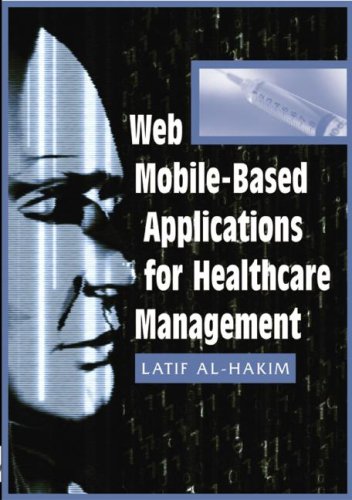 Web
Mobile-Based
Applications
for Healthcare
Management
LATIF AL-HAKIM